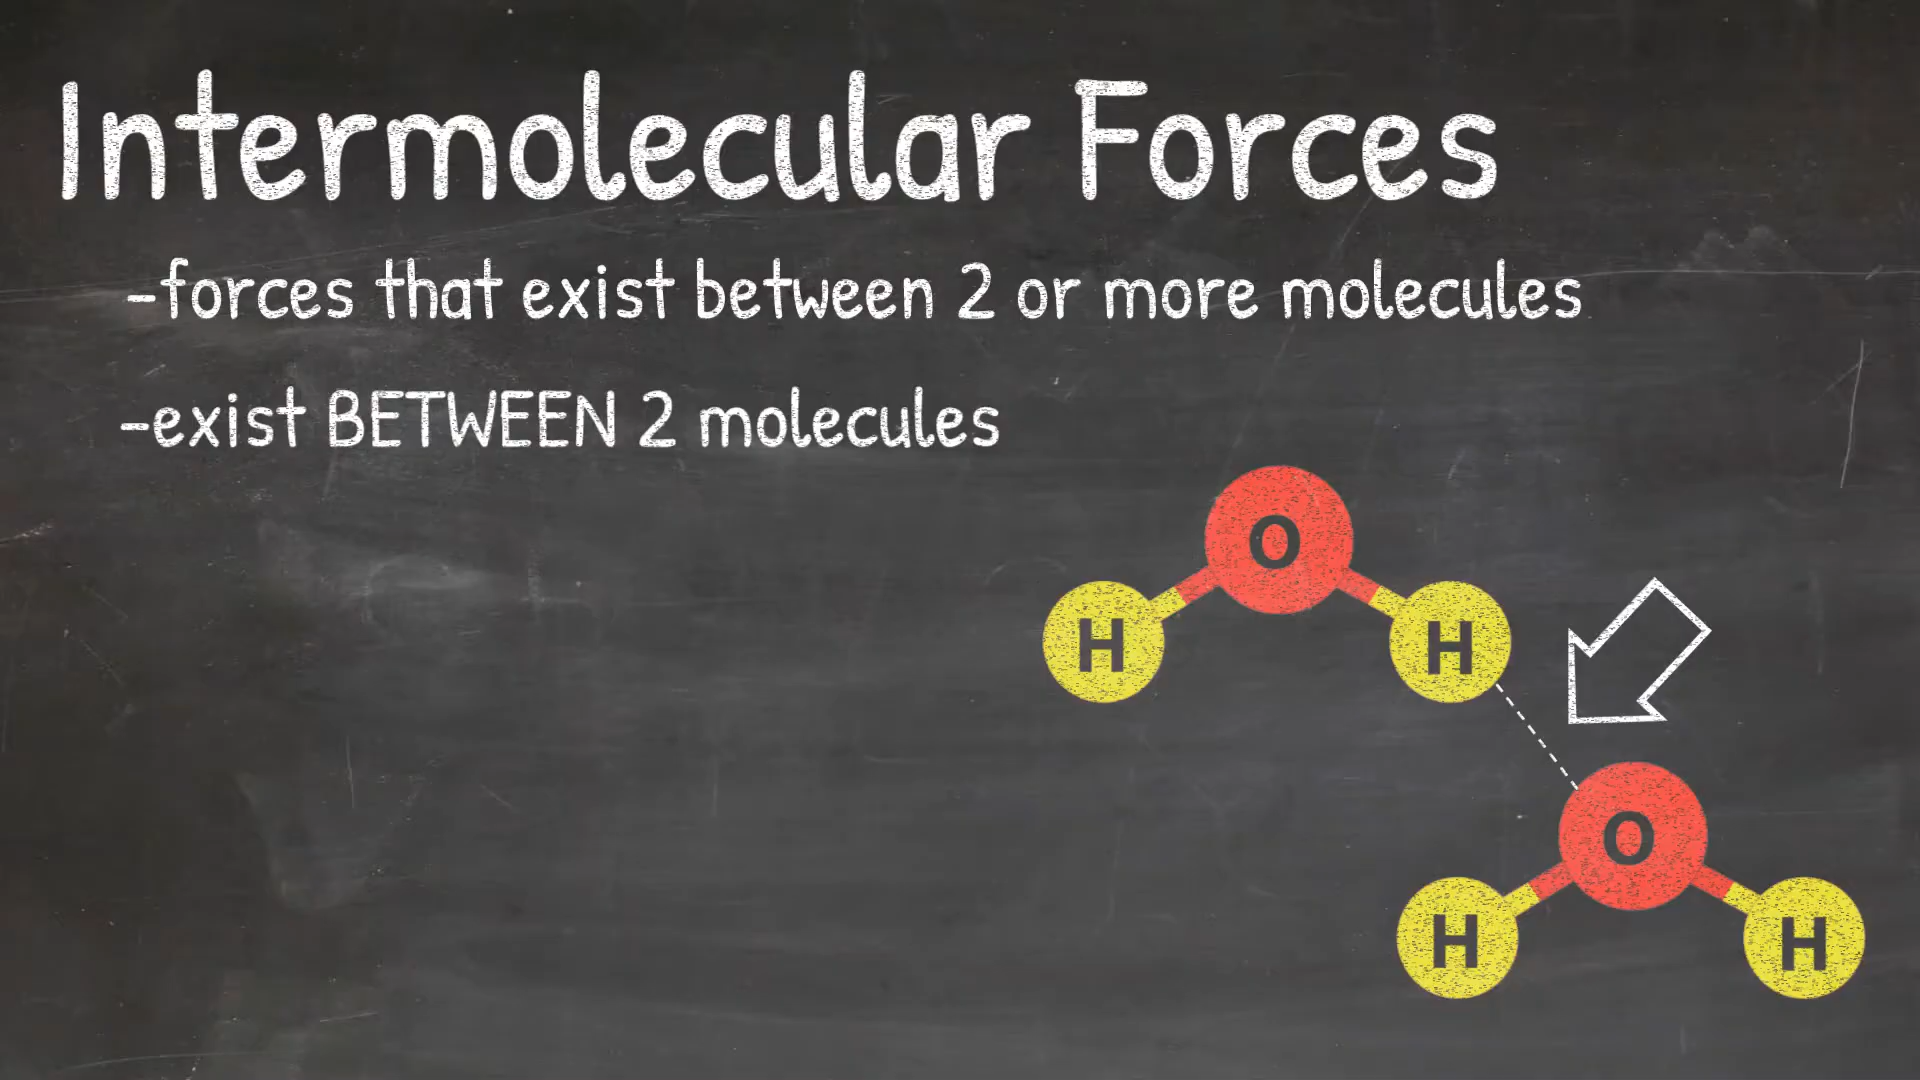 Intermolecular Forces
-forces that exist between 2 or more molecules
-exist BETWEEN 2 molecules
O
H
H
O
H
H